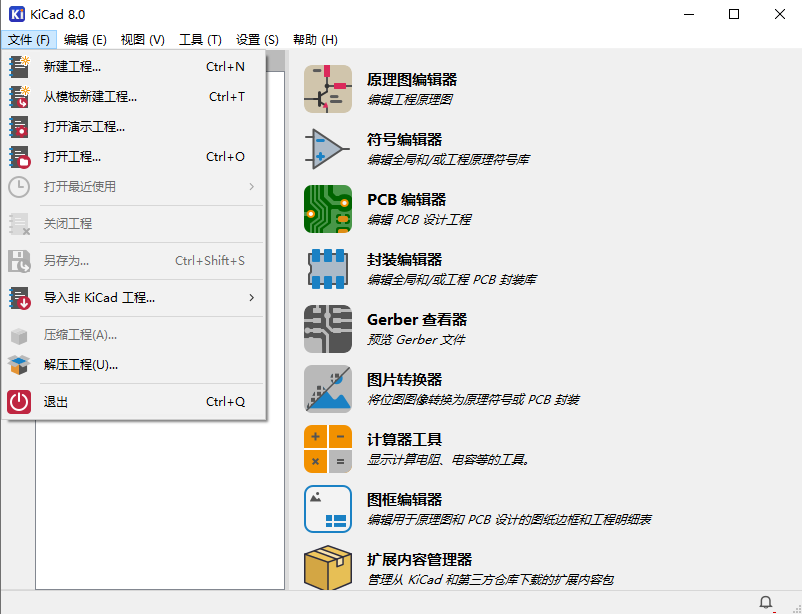 KiCad 8.0
文件 (F) 编辑 (E) 视图 (V) 工具 (T) 设置 (S) 帮助 (H)
新建工程... Ctrl+N
从模板新建工程... Ctrl+T
打开演示工程...
打开工程... Ctrl+O
打开最近使用
关闭工程
另存为... Ctrl+Shift+S
导入非 KiCad 工程...
压缩工程(A)...
解压工程(U)...
退出 Ctrl+Q
原理图编辑器
编辑工程原理图
符号编辑器
编辑全局和/或工程原理符号库
PCB 编辑器
编辑 PCB 设计工程
封装编辑器
编辑全局和/或工程 PCB 封装库
Gerber 查看器
预览 Gerber 文件
图片转换器
将位图图像转换为原理符号或 PCB 封装
计算器工具
显示计算电阻、电容等的工具。
图框编辑器
编辑用于原理图和 PCB 设计的图纸边框和工程明细表
扩展内容管理器
管理从 KiCad 和第三方仓库下载的扩展内容包